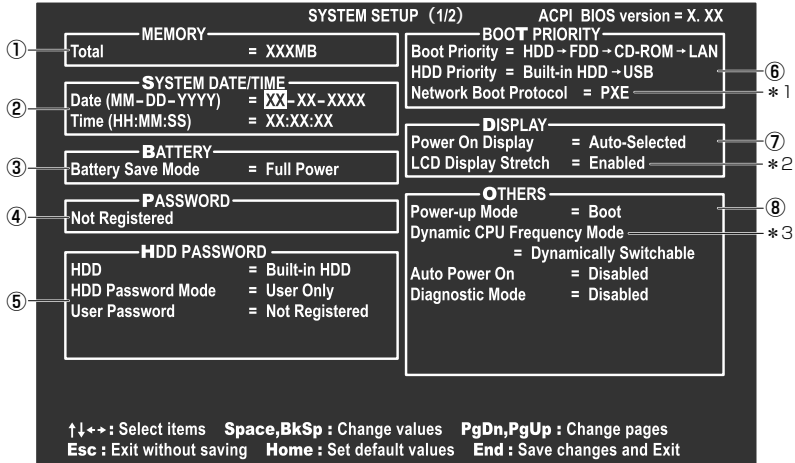 SYSTEM SETUP (1/2) ACPI BIOS version = X. XX
MEMORY
① Total = XXXMB
SYSTEM DATE/TIME
② Date (MM–DD–YYYY) = XX–XX–XXXX
Time (HH:MM:SS) = XX:XX:XX
BATTERY
③ Battery Save Mode = Full Power
PASSWORD
④ Not Registered
HDD PASSWORD
HDD = Built-in HDD
HDD Password Mode = User Only
⑤ User Password = Not Registered
BOOT PRIORITY
Boot Priority = HDD→FDD→CD-ROM→LAN
HDD Priority = Built-in HDD→USB ⑥
Network Boot Protocol = PXE *1
DISPLAY
Power On Display = Auto-Selected ⑦
LCD Display Stretch = Enabled *2
OTHERS
Power-up Mode = Boot ⑧
Dynamic CPU Frequency Mode *3
= Dynamically Switchable
Auto Power On = Disabled
Diagnostic Mode = Disabled
↑↓←→: Select items Space,BkSp : Change values PgDn,PgUp : Change pages
Esc : Exit without saving Home : Set default values End : Save changes and Exit